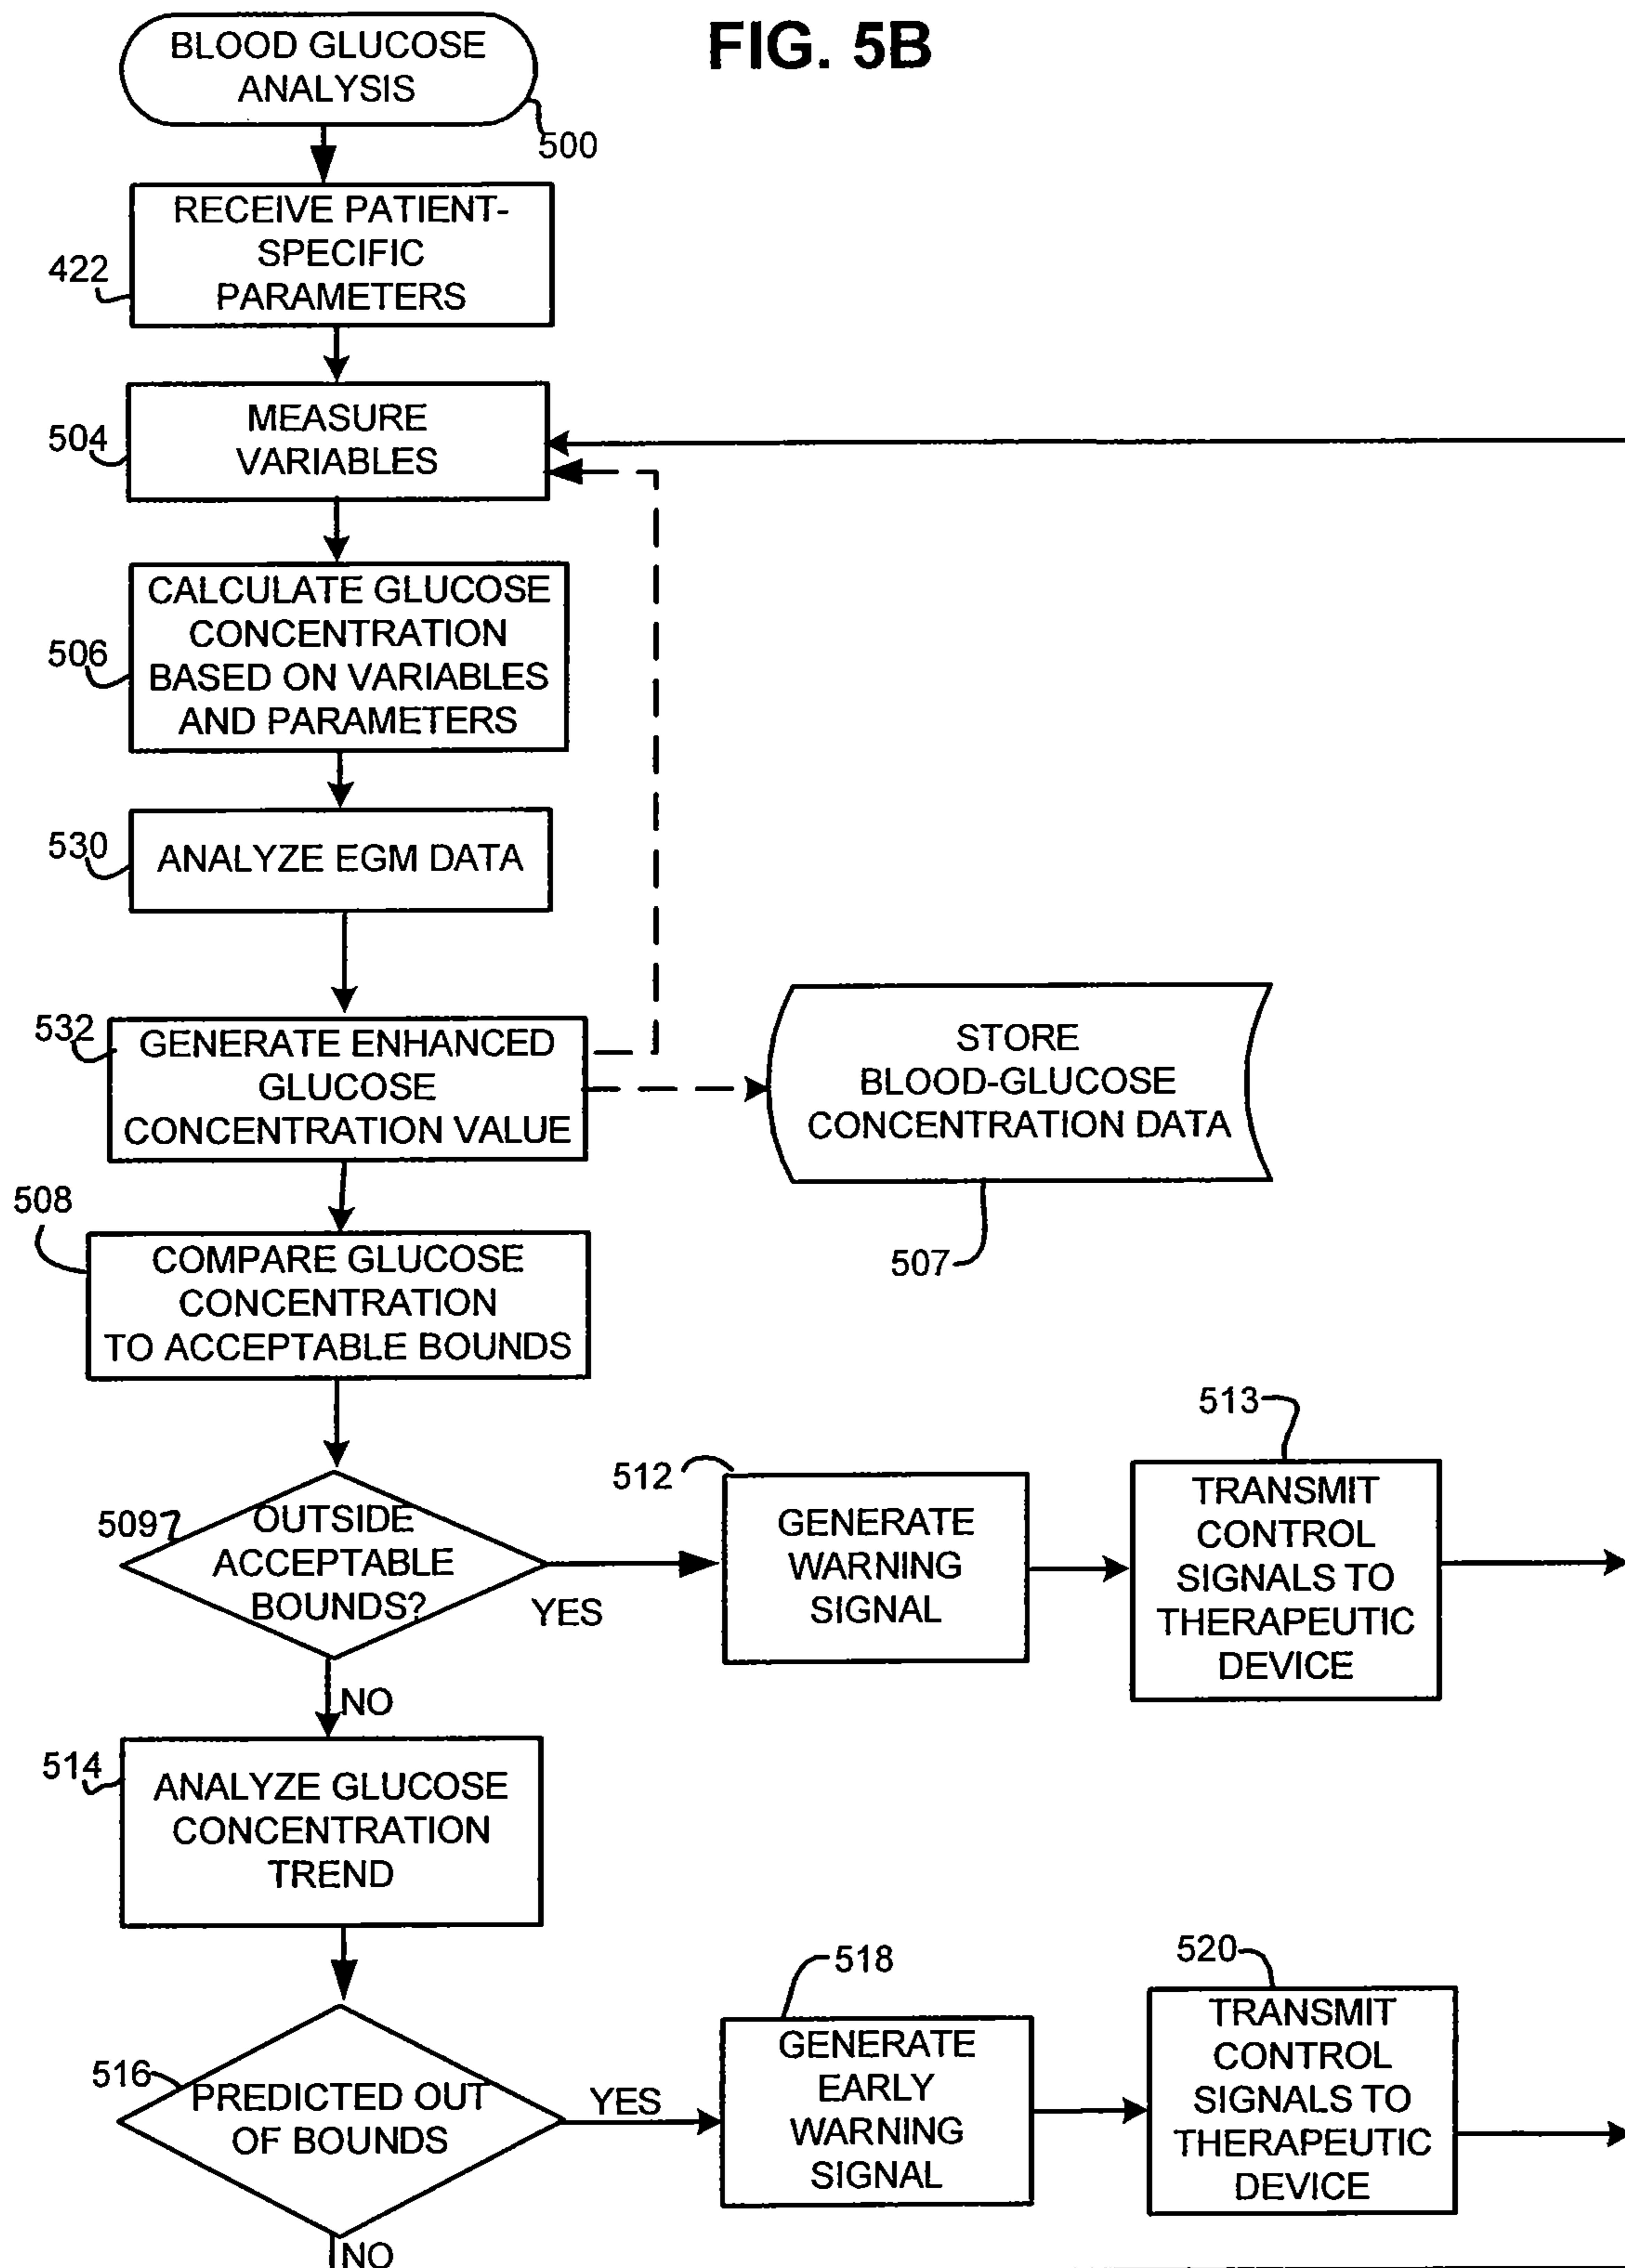 FIG. 5B
BLOOD GLUCOSE
ANALYSIS
500
RECEIVE PATIENT-
SPECIFIC
PARAMETERS
422
MEASURE
VARIABLES
504
CALCULATE GLUCOSE
CONCENTRATION
BASED ON VARIABLES
AND PARAMETERS
506
ANALYZE EGM DATA
530
GENERATE ENHANCED
GLUCOSE
CONCENTRATION VALUE
532
STORE
BLOOD-GLUCOSE
CONCENTRATION DATA
507
COMPARE GLUCOSE
CONCENTRATION
TO ACCEPTABLE BOUNDS
508
OUTSIDE
ACCEPTABLE
BOUNDS?
509
YES
NO
GENERATE
WARNING
SIGNAL
512
TRANSMIT
CONTROL
SIGNALS TO
THERAPEUTIC
DEVICE
513
ANALYZE GLUCOSE
CONCENTRATION
TREND
514
PREDICTED OUT
OF BOUNDS
516
YES
NO
GENERATE
EARLY
WARNING
SIGNAL
518
TRANSMIT
CONTROL
SIGNALS TO
THERAPEUTIC
DEVICE
520